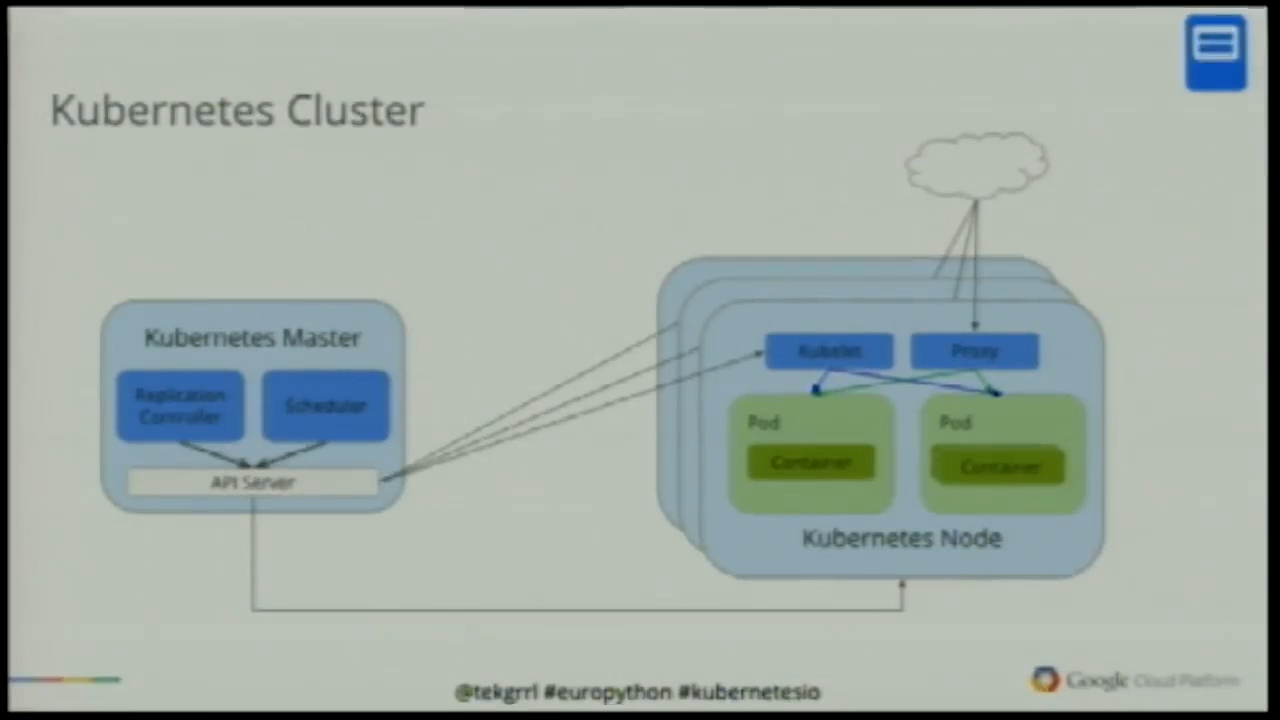 Kubernetes Cluster
Kubernetes Master
Replication
Controller
Scheduler
API Server
Kubelet
Proxy
Pod
Container
Pod
Container
Kubernetes Node
@tekgrrl #europython #kubernetesio
Google Cloud Platform